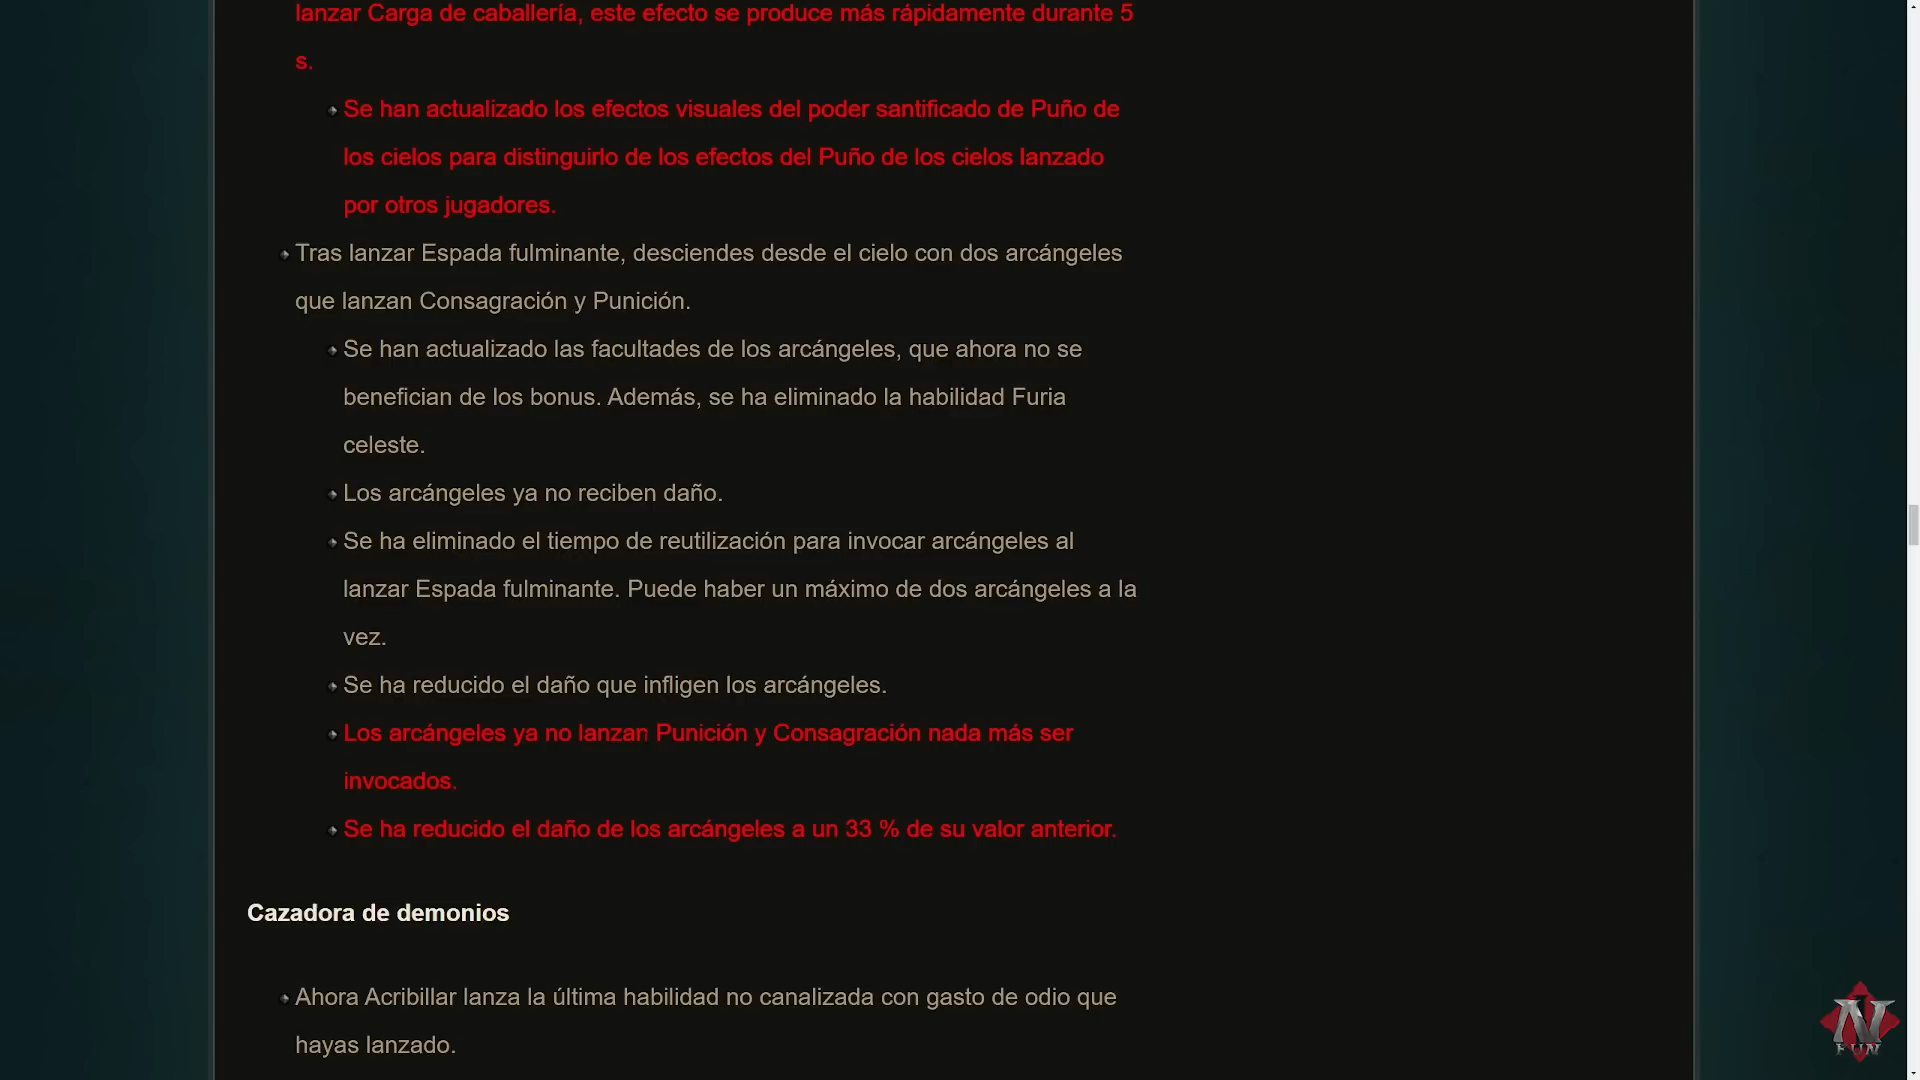 lanzar Carga de caballería, este efecto se produce más rápidamente durante 5
s.
Se han actualizado los efectos visuales del poder santificado de Puño de
los cielos para distinguirlo de los efectos del Puño de los cielos lanzado
por otros jugadores.
Tras lanzar Espada fulminante, desciendes desde el cielo con dos arcángeles
que lanzan Consagración y Punición.
Se han actualizado las facultades de los arcángeles, que ahora no se
benefician de los bonus. Además, se ha eliminado la habilidad Furia
celeste.
Los arcángeles ya no reciben daño.
Se ha eliminado el tiempo de reutilización para invocar arcángeles al
lanzar Espada fulminante. Puede haber un máximo de dos arcángeles a la
vez.
Se ha reducido el daño que infligen los arcángeles.
Los arcángeles ya no lanzan Punición y Consagración nada más ser
invocados.
Se ha reducido el daño de los arcángeles a un 33 % de su valor anterior.
Cazadora de demonios
Ahora Acribillar lanza la última habilidad no canalizada con gasto de odio que
hayas lanzado.
N
FUN